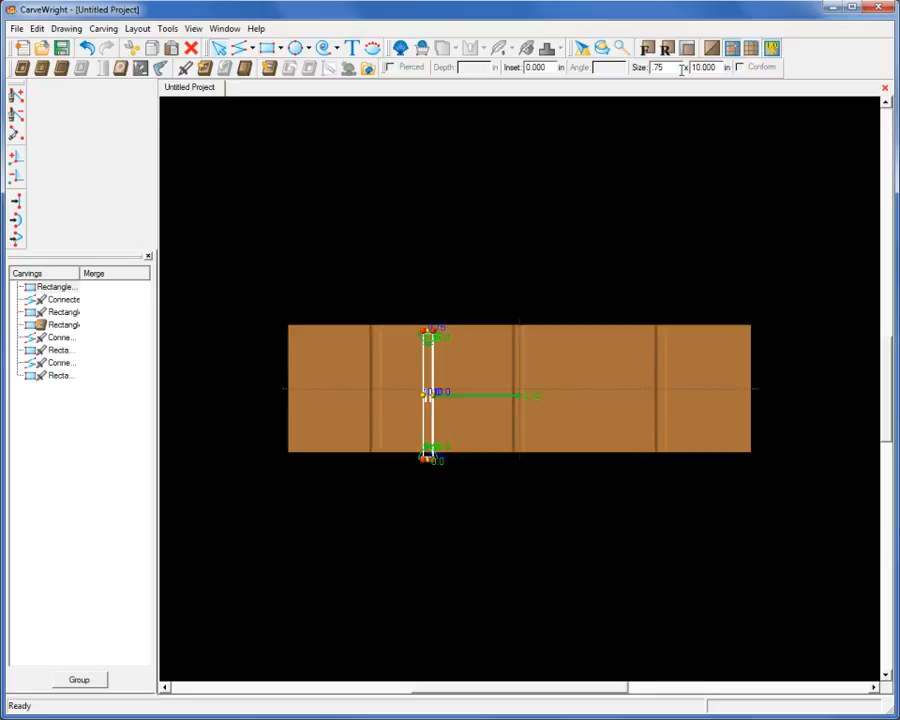 CarveWright - [Untitled Project]
File Edit Drawing Carving Layout Tools View Window Help
Pierced Depth: in Inset: 0.000 in Angle Size: .75 x 10.000 in Conform
Untitled Project
Carvings Merge
Rectangle...
Connecte
Rectangl
Rectangl
Conne...
Recta...
Conne...
Recta...
Group
Ready